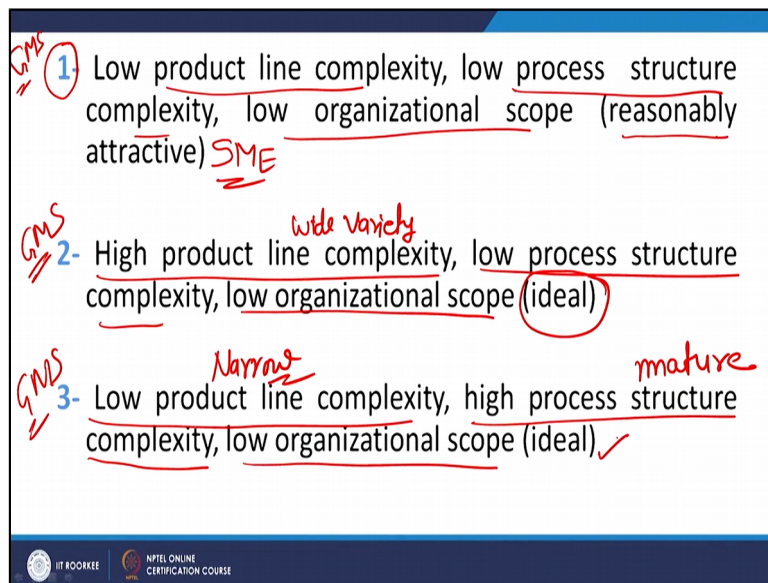 GMS
1- Low product line complexity, low process structure
complexity, low organizational scope (reasonably
attractive) SME
wide Variety
GMS
2- High product line complexity, low process structure
complexity, low organizational scope (ideal)
Narrow mature
GMS
3- Low product line complexity, high process structure
complexity, low organizational scope (ideal)
IIT ROORKEE
NPTEL ONLINE
CERTIFICATION COURSE